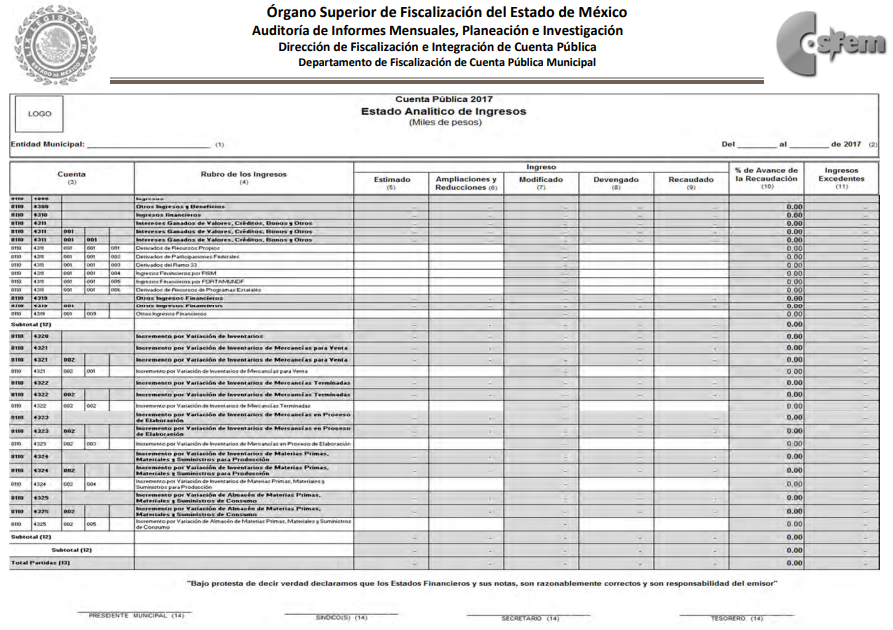 Órgano Superior de Fiscalización del Estado de México
Auditoría de Informes Mensuales, Planeación e Investigación
Dirección de Fiscalización e Integración de Cuenta Pública
Departamento de Fiscalización de Cuenta Pública Municipal
osfem
LOGO
Cuenta Pública 2017
Estado Analítico de Ingresos
(Miles de pesos)
Entidad Municipal: (1) Del al de 2017 (2)
Cuenta (3) Rubro de los Ingresos (4) Ingreso % de Avance de la Recaudación (10) Ingresos Excedentes (11)
Estimado (5) Ampliaciones y Reducciones (6) Modificado (7) Devengado (8) Recaudado (9)
8110 Ingresos
8110 4300 Otros Ingresos y Beneficios - - - - - 0.00 -
8110 4310 Ingresos Financieros - - - - - 0.00 -
8110 4311 Intereses Ganados de Valores, Créditos, Bonos y Otros - - - - - 0.00 -
8110 4311 001 Intereses Ganados de Valores, Créditos, Bonos y Otros - - - - - 0.00 -
8110 4311 001 001 Intereses Ganados de Valores, Créditos, Bonos y Otros - - - - - 0.00 -
8110 4311 001 001 001 Derivados de Recursos Propios - 0.00 -
8110 4311 001 001 002 Derivados de Participaciones Federales - 0.00 -
8110 4311 001 001 003 Derivados del Ramo 33 - 0.00 -
8110 4311 001 001 004 Ingresos Financieros por FISIM - 0.00 -
8110 4311 001 001 005 Ingresos Financieros por FORTAMUNDF - 0.00 -
8110 4311 001 001 006 Derivados de Recursos de Programas Estatales - 0.00 -
8110 4319 Otros Ingresos Financieros - - - - - 0.00 -
8110 4319 001 Otros Ingresos Financieros - - - - - 0.00 -
8110 4319 001 009 Otros Ingresos Financieros - 0.00 -
Subtotal (12) - - - - - 0.00 -
8110 4320 Incremento por Variación de Inventarios - - - - - 0.00 -
8110 4321 Incremento por Variación de Inventarios de Mercancías para Venta - - - - - 0.00 -
8110 4321 002 Incremento por Variación de Inventarios de Mercancías para Venta - - - - - 0.00 -
8110 4321 002 001 Incremento por Variación de Inventarios de Mercancías para Venta - 0.00 -
8110 4322 Incremento por Variación de Inventarios de Mercancías Terminadas - - - - - 0.00 -
8110 4322 002 Incremento por Variación de Inventarios de Mercancías Terminadas - - - - - 0.00 -
8110 4322 002 002 Incremento por Variación de Inventarios de Mercancías Terminadas - 0.00 -
8110 4323 Incremento por Variación de Inventarios de Mercancías en Proceso de Elaboración - - - - - 0.00 -
8110 4323 002 Incremento por Variación de Inventarios de Mercancías en Proceso de Elaboración - - - - - 0.00 -
8110 4323 002 003 Incremento por Variación de Inventarios de Mercancías en Proceso de Elaboración - 0.00 -
8110 4324 Incremento por Variación de Inventarios de Materias Primas, Materiales y Suministros para Producción - - - - - 0.00 -
8110 4324 002 Incremento por Variación de Inventarios de Materias Primas, Materiales y Suministros para Producción - - - - - 0.00 -
8110 4324 002 004 Incremento por Variación de Inventarios de Materias Primas, Materiales y Suministros para Producción - 0.00 -
8110 4325 Incremento por Variación de Almacén de Materias Primas, Materiales y Suministros de Consumo - - - - - 0.00 -
8110 4325 002 Incremento por Variación de Almacén de Materias Primas, Materiales y Suministros de Consumo - - - - - 0.00 -
8110 4325 002 005 Incremento por Variación de Almacén de Materias Primas, Materiales y Suministros de Consumo - 0.00 -
Subtotal (12) - - - - - 0.00 -
Subtotal (12) - - - - - 0.00 -
Total Partidas (13) - - - - - 0.00 -
"Bajo protesta de decir verdad declaramos que los Estados Financieros y sus notas, son razonablemente correctos y son responsabilidad del emisor"
PRESIDENTE MUNICIPAL (14) SINDICO(S) (14) SECRETARIO (14) TESORERO (14)